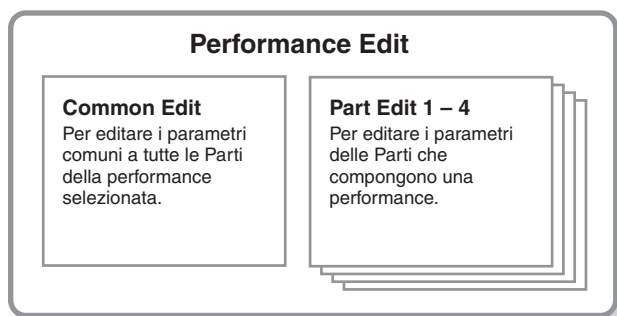 Performance Edit
Common Edit
Per editare i parametri
comuni a tutte le Parti
della performance
selezionata.
Part Edit 1 – 4
Per editare i parametri
delle Parti che
compongono una
performance.